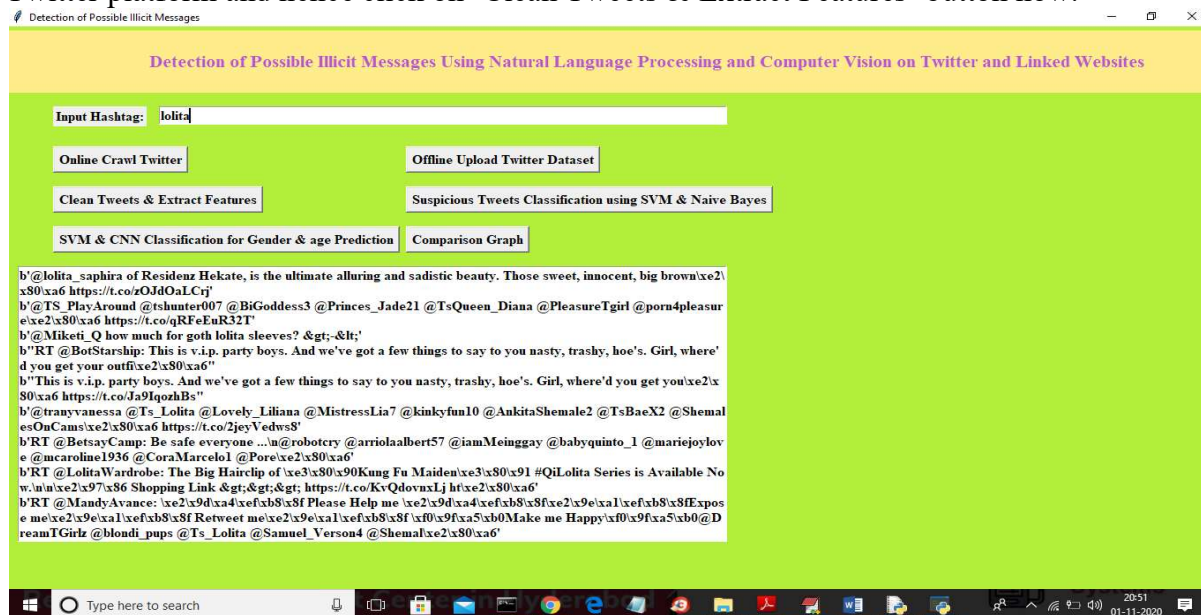 Twitter platform and hence click on "Clean Tweets & Extract Features" button now.
Detection of Possible Illicit Messages
Detection of Possible Illicit Messages Using Natural Language Processing and Computer Vision on Twitter and Linked Websites
Input Hashtag: lolita
Online Crawl Twitter Offline Upload Twitter Dataset
Clean Tweets & Extract Features Suspicious Tweets Classification using SVM & Naive Bayes
SVM & CNN Classification for Gender & age Prediction Comparison Graph
b'@lolita_saphira of Residenz Hekate, is the ultimate alluring and sadistic beauty. Those sweet, innocent, big brown\xe2\
x80\xa6 https://t.co/zOJdOaLCrj'
b'@TS_PlayAround @tshunter007 @BiGoddess3 @Princes_Jade21 @TsQueen_Diana @PleasureTgirl @porn4pleasur
e\xe2\x80\xa6 https://t.co/qRFeEuR32T'
b'@Miketi_Q how much for goth lolita sleeves? &gt;-&lt;'
b"RT @BotStarship: This is v.i.p. party boys. And we've got a few things to say to you nasty, trashy, hoe's. Girl, where'
d you get your outfi\xe2\x80\xa6"
b"This is v.i.p. party boys. And we've got a few things to say to you nasty, trashy, hoe's. Girl, where'd you get you\xe2\x
80\xa6 https://t.co/Ja9IqozhBs"
b'@tranyvanessa @Ts_Lolita @Lovely_Liliana @MistressLia7 @kinkyfun10 @AnkitaShemale2 @TsBaeX2 @Shemal
esOnCams\xe2\x80\xa6 https://t.co/2jeyVedws8'
b'RT @BetsayCamp: Be safe everyone ...\n@robotcry @arriolaalbert57 @iamMeinggay @babyquinto_1 @mariejoylov
e @mcaroline1936 @CoraMarcelo1 @Pore\xe2\x80\xa6'
b'RT @LolitaWardrobe: The Big Hairclip of \xe3\x80\x90Kung Fu Maiden\xe3\x80\x91 #QiLolita Series is Available No
w.\n\n\xe2\x97\x86 Shopping Link &gt;&gt;&gt; https://t.co/KvQdovnxLj ht\xe2\x80\xa6'
b'RT @MandyAvance: \xe2\x9d\xa4\xef\xb8\x8f Please Help me \xe2\x9d\xa4\xef\xb8\x8f\xe2\x9e\xa1\xef\xb8\x8fExpos
e me\xe2\x9e\xa1\xef\xb8\x8f Retweet me\xe2\x9e\xa1\xef\xb8\x8f \xf0\x9f\xa5\xb0Make me Happy\xf0\x9f\xa5\xb0@D
reamTGirlz @blondi_pups @Ts_Lolita @Samuel_Verson4 @Shemal\xe2\x80\xa6'
Type here to search
20:51
01-11-2020